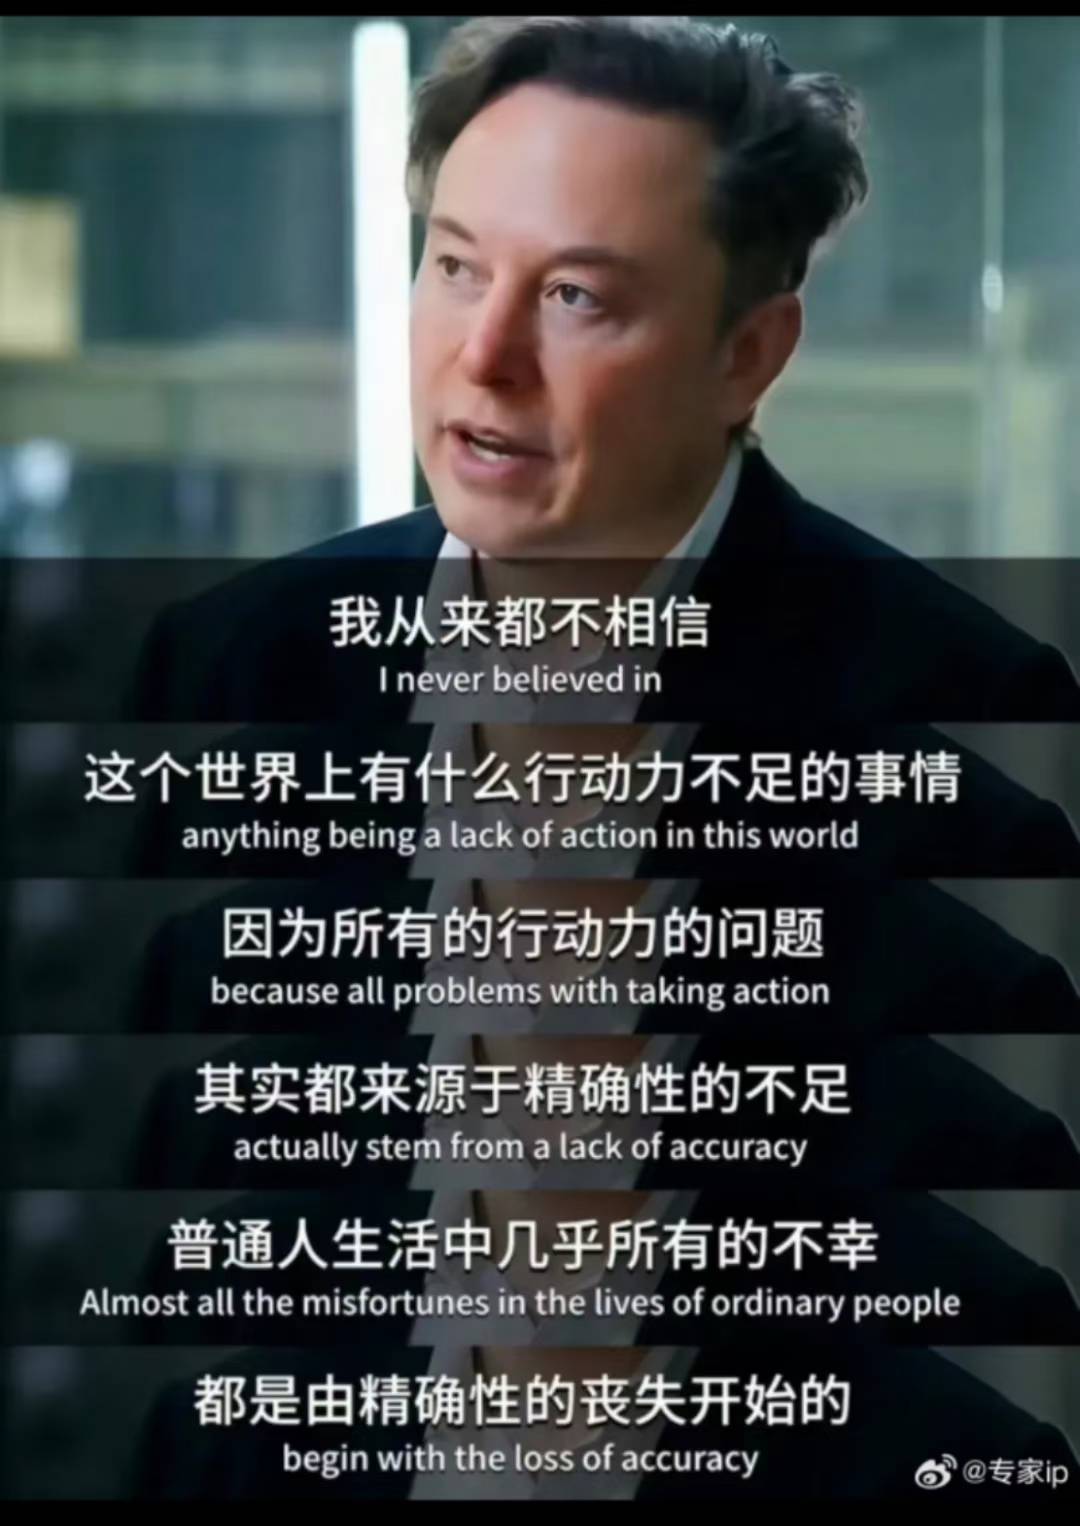 我从来都不相信
I never believed in
这个世界上有什么行动力不足的事情
anything being a lack of action in this world
因为所有的行动力的问题
because all problems with taking action
其实都来源于精确性的不足
actually stem from a lack of accuracy
普通人生活中几乎所有的不幸
Almost all the misfortunes in the lives of ordinary people
都是由精确性的丧失开始的
begin with the loss of accuracy
@专家ip